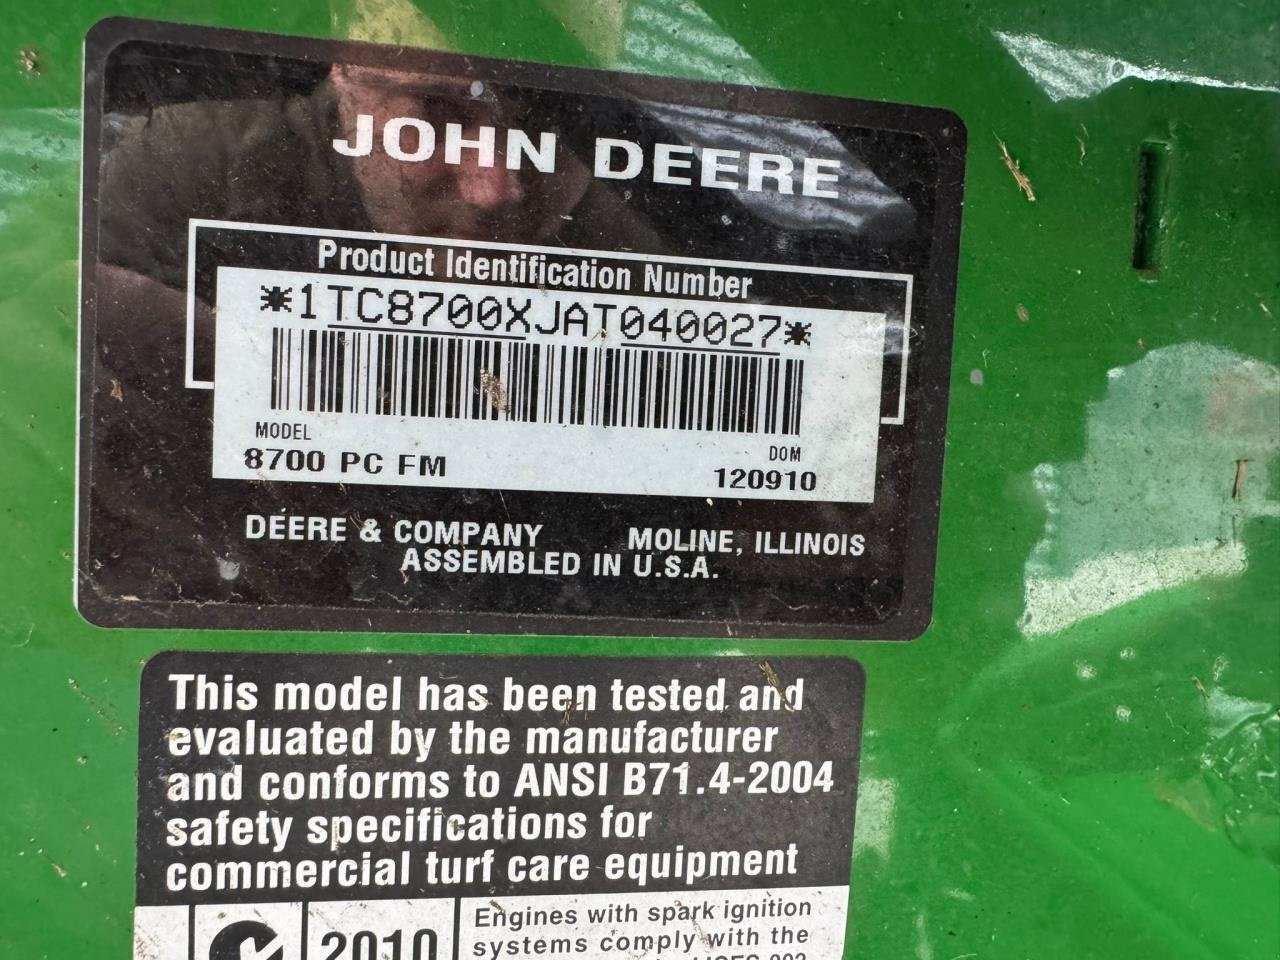 JOHN DEERE
Product Identification Number
*1TC8700XJAT040027*
MODEL
DOM
8700 PC FM
120910
DEERE & COMPANY MOLINE, ILLINOIS
ASSEMBLED IN U.S.A.
This model has been tested and
evaluated by the manufacturer
and conforms to ANSI B71.4-2004
safety specifications for
commercial turf care equipment
2010
Engines with spark ignition
systems comply with the